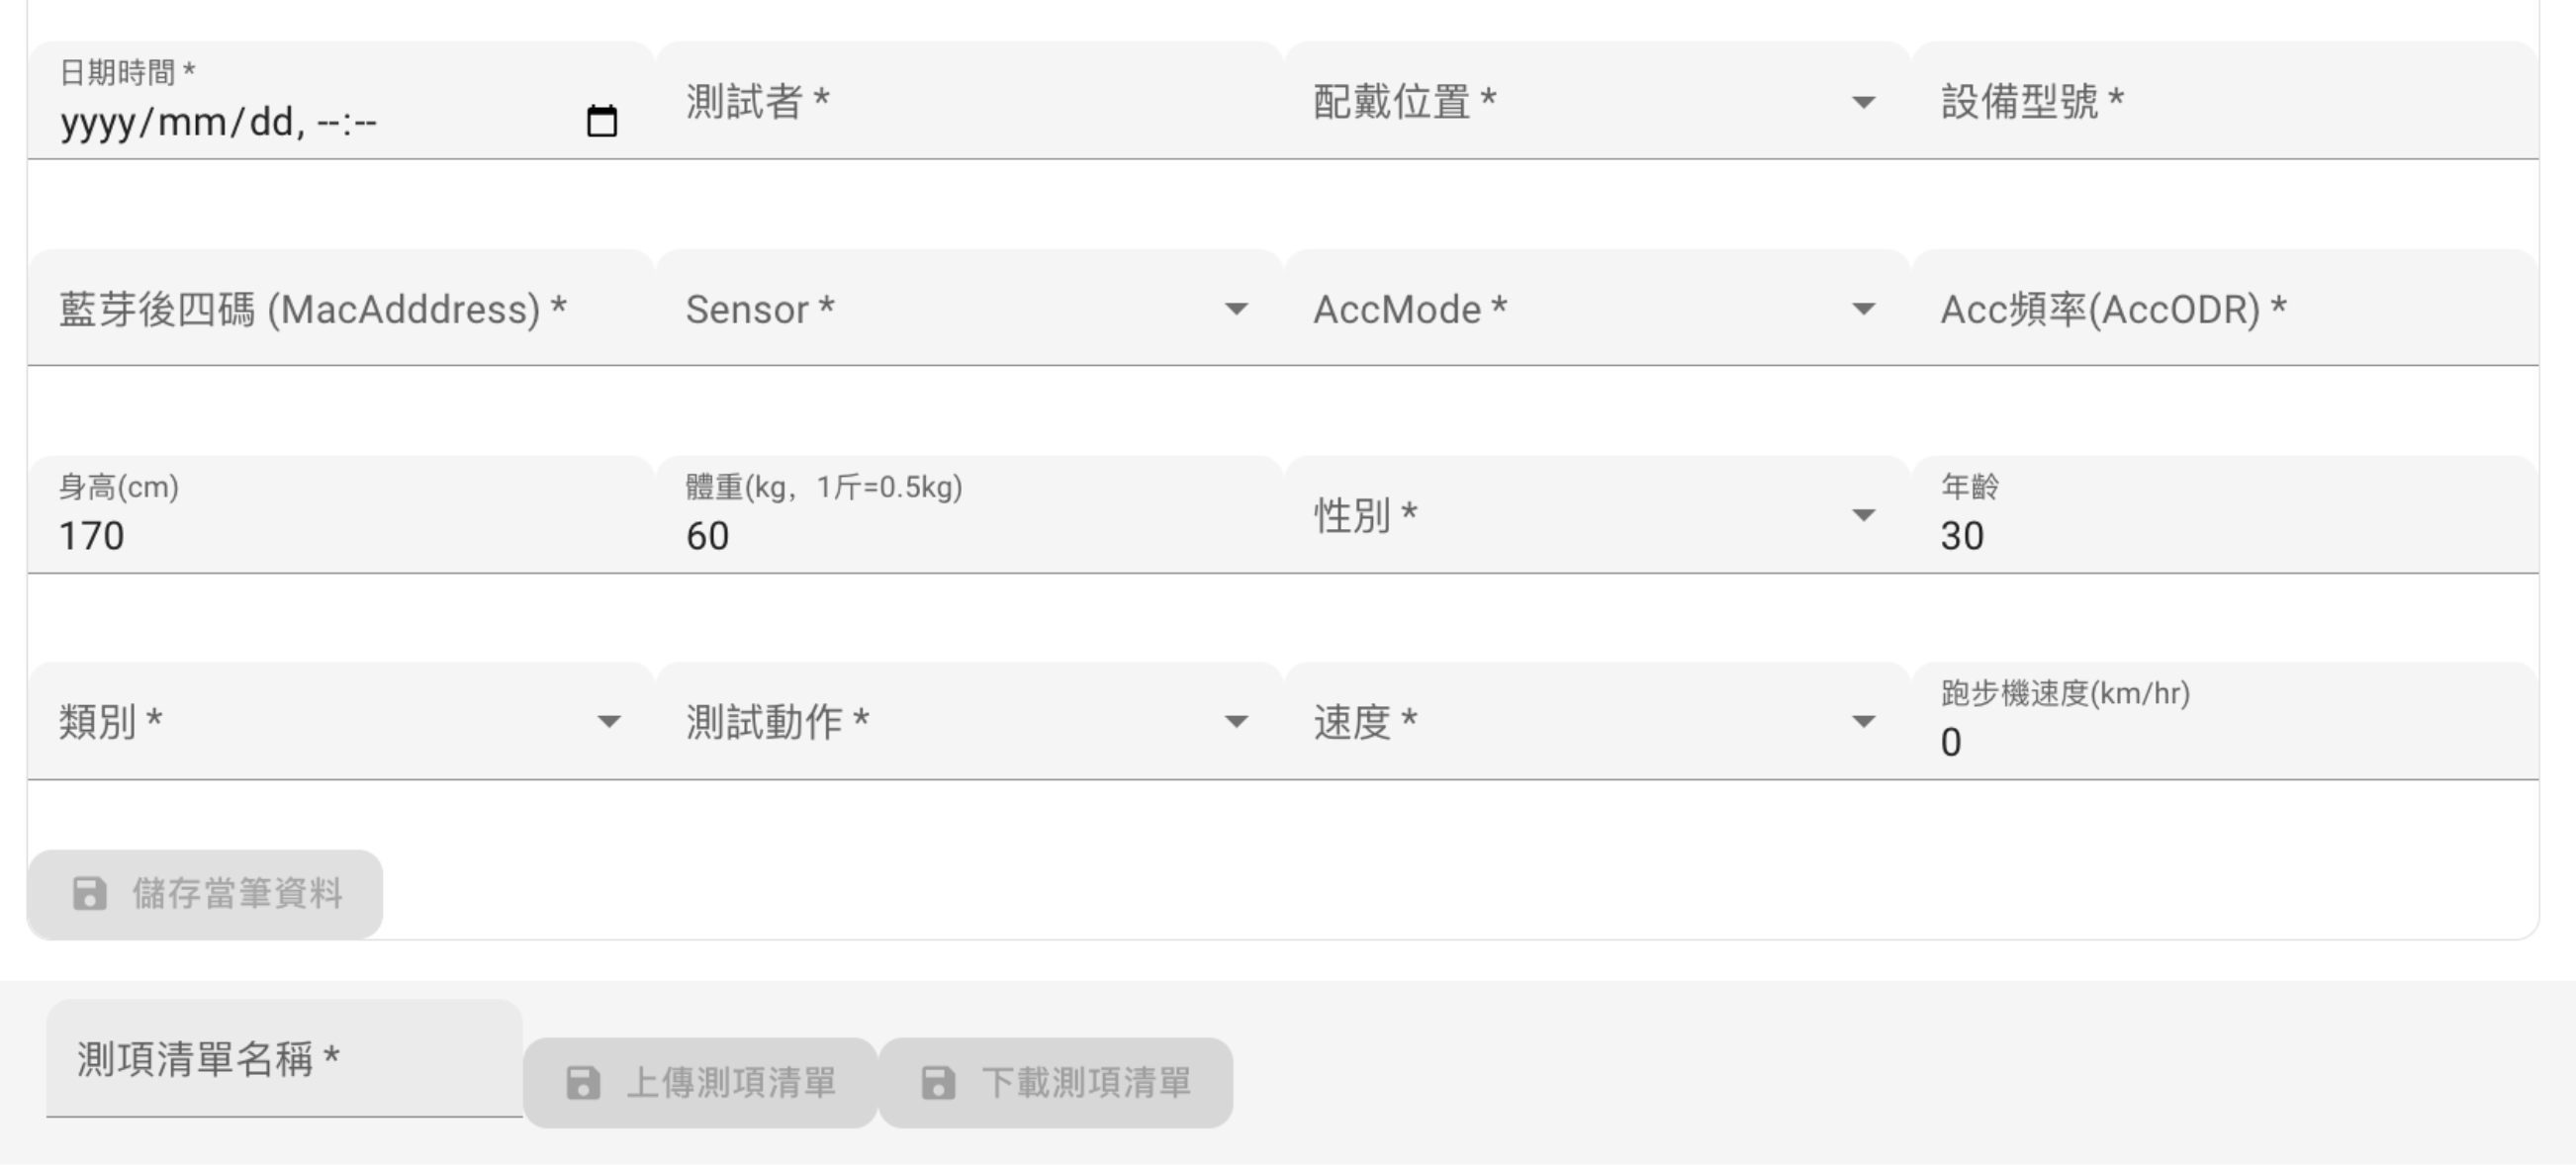 日期時間 *
yyyy/mm/dd, --:--
測試者 *
配戴位置 *
設備型號 *
藍芽後四碼 (MacAdddress) *
Sensor *
AccMode *
Acc頻率(AccODR) *
身高(cm)
170
體重(kg，1斤=0.5kg)
60
性別 *
年齡
30
類別 *
測試動作 *
速度 *
跑步機速度(km/hr)
0
儲存當筆資料
測項清單名稱 *
上傳測項清單
下載測項清單